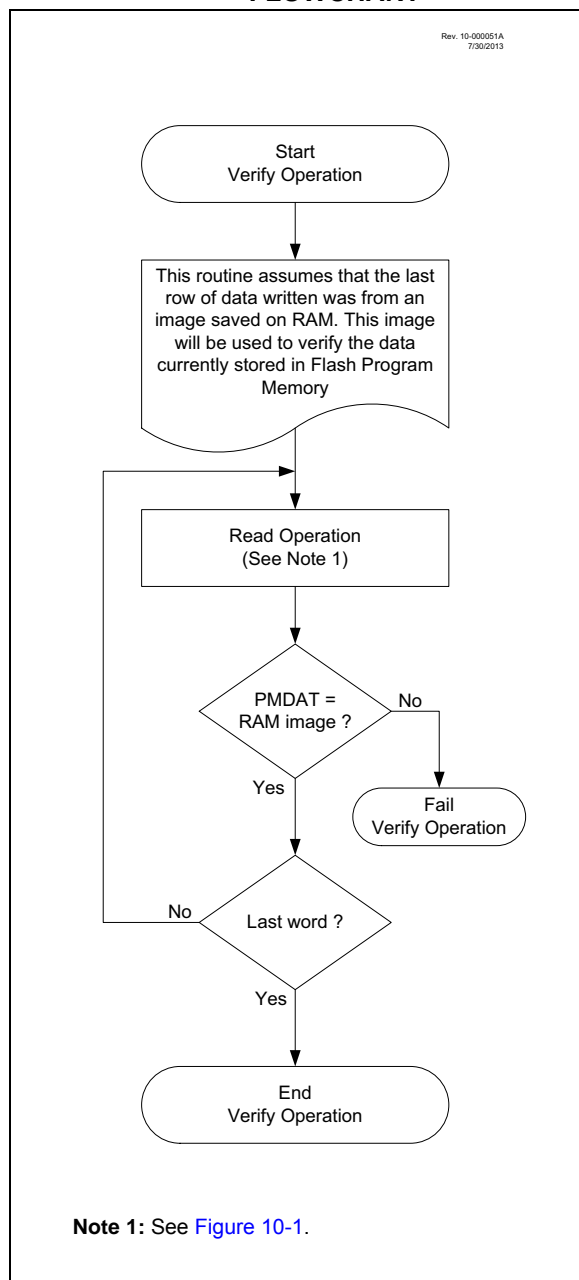 Rev. 10-000051A
7/30/2013
Start
Verify Operation
This routine assumes that the last
row of data written was from an
image saved on RAM. This image
will be used to verify the data
currently stored in Flash Program
Memory
Read Operation
(See Note 1)
PMDAT =
RAM image ?
No
Yes
Fail
Verify Operation
No
Last word ?
Yes
End
Verify Operation
Note 1: See Figure 10-1.